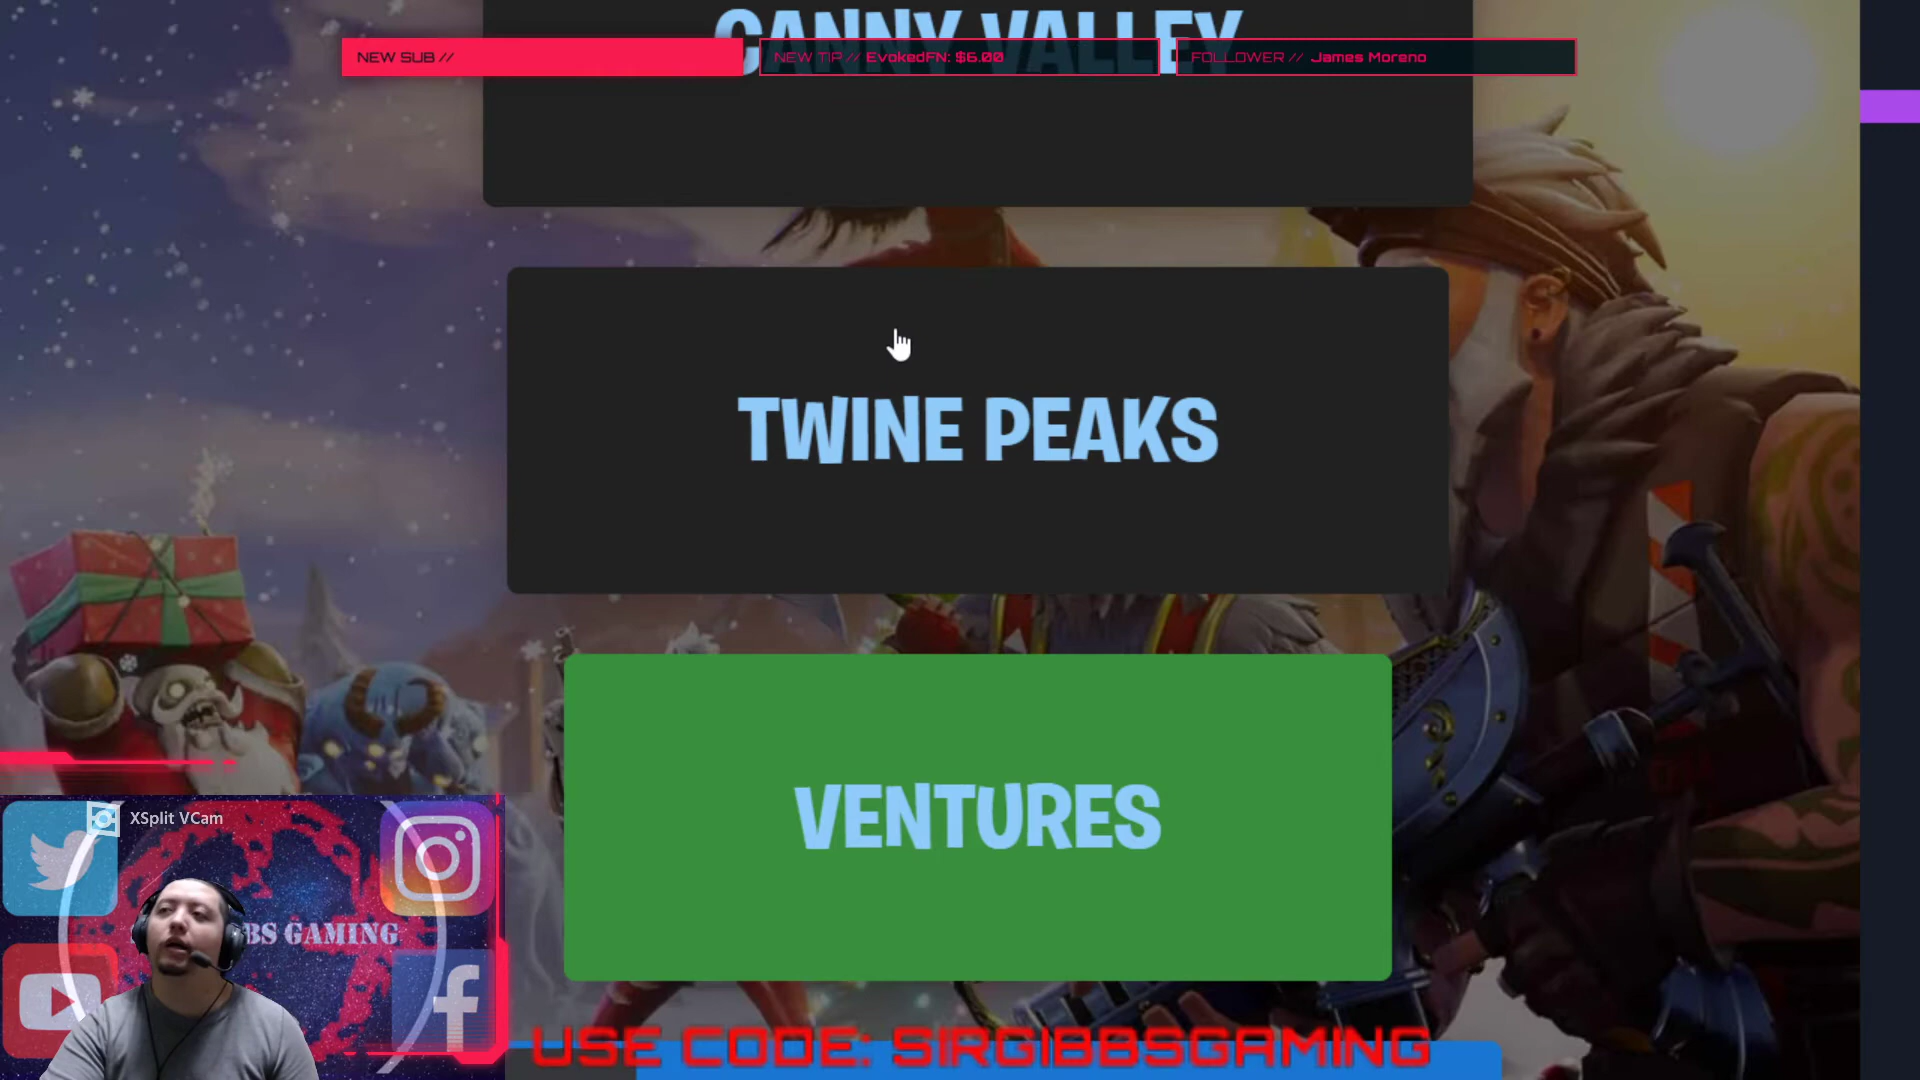 CANNY VALLEY
NEW SUB //
NEW TIP // EvokedFN: $6.00
FOLLOWER // James Moreno
TWINE PEAKS
VENTURES
XSplit VCam
BS GAMING
USE CODE: SIRGIBBSGAMING